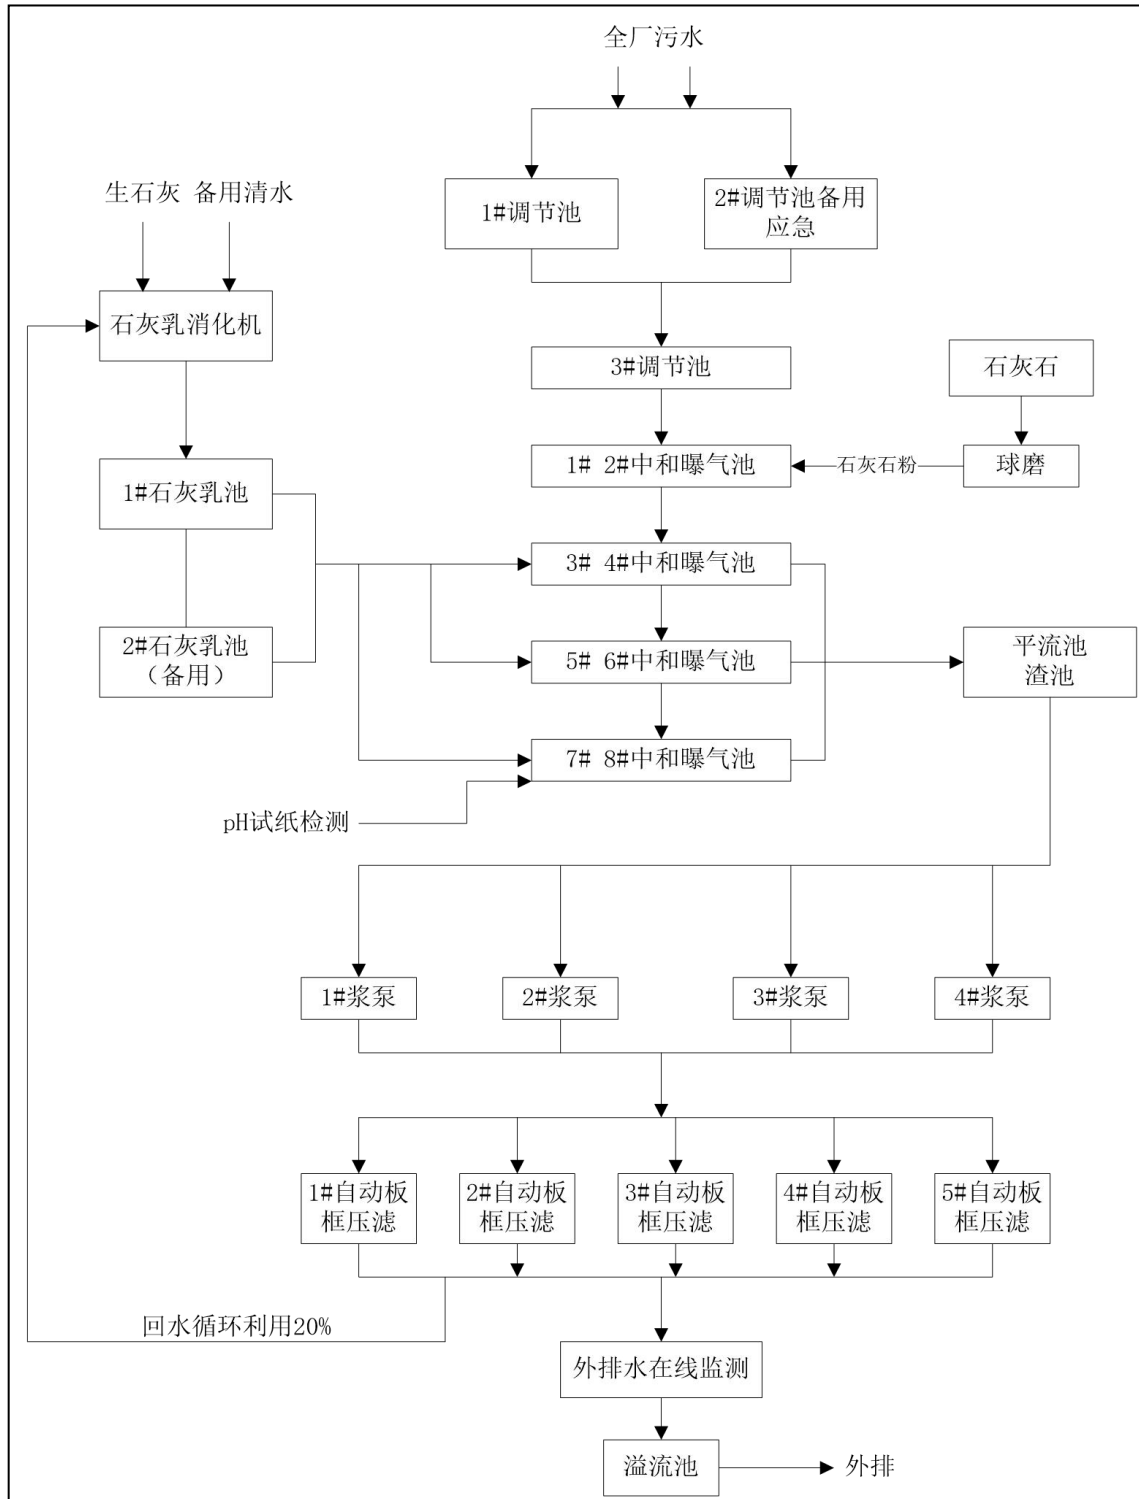 全厂污水
生石灰 备用清水
1#调节池
2#调节池备用
应急
石灰乳消化机
3#调节池
石灰石
1#石灰乳池
1# 2#中和曝气池
石灰石粉
球磨
3# 4#中和曝气池
2#石灰乳池
（备用）
5# 6#中和曝气池
平流池
渣池
7# 8#中和曝气池
pH试纸检测
1#浆泵
2#浆泵
3#浆泵
4#浆泵
1#自动板
框压滤
2#自动板
框压滤
3#自动板
框压滤
4#自动板
框压滤
5#自动板
框压滤
回水循环利用20%
外排水在线监测
溢流池
外排